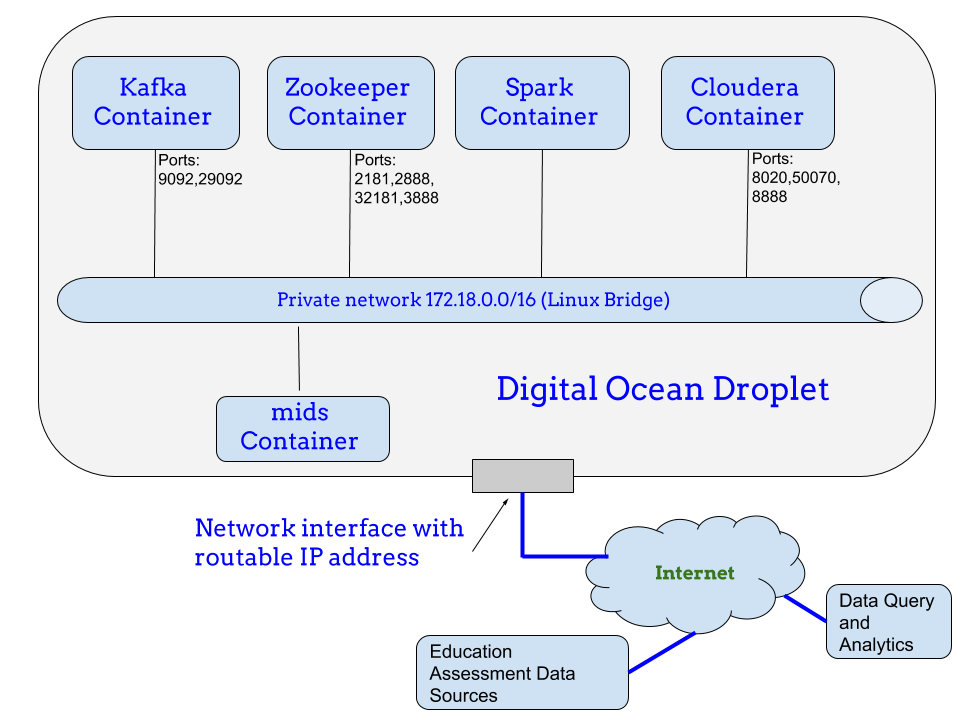 Kafka
Container
Zookeeper
Container
Spark
Container
Cloudera
Container
Ports:
9092,29092
Ports:
2181,2888,
32181,3888
Ports:
8020,50070,
8888
Private network 172.18.0.0/16 (Linux Bridge)
Digital Ocean Droplet
mids
Container
Network interface with
routable IP address
Internet
Data Query
and
Analytics
Education
Assessment Data
Sources